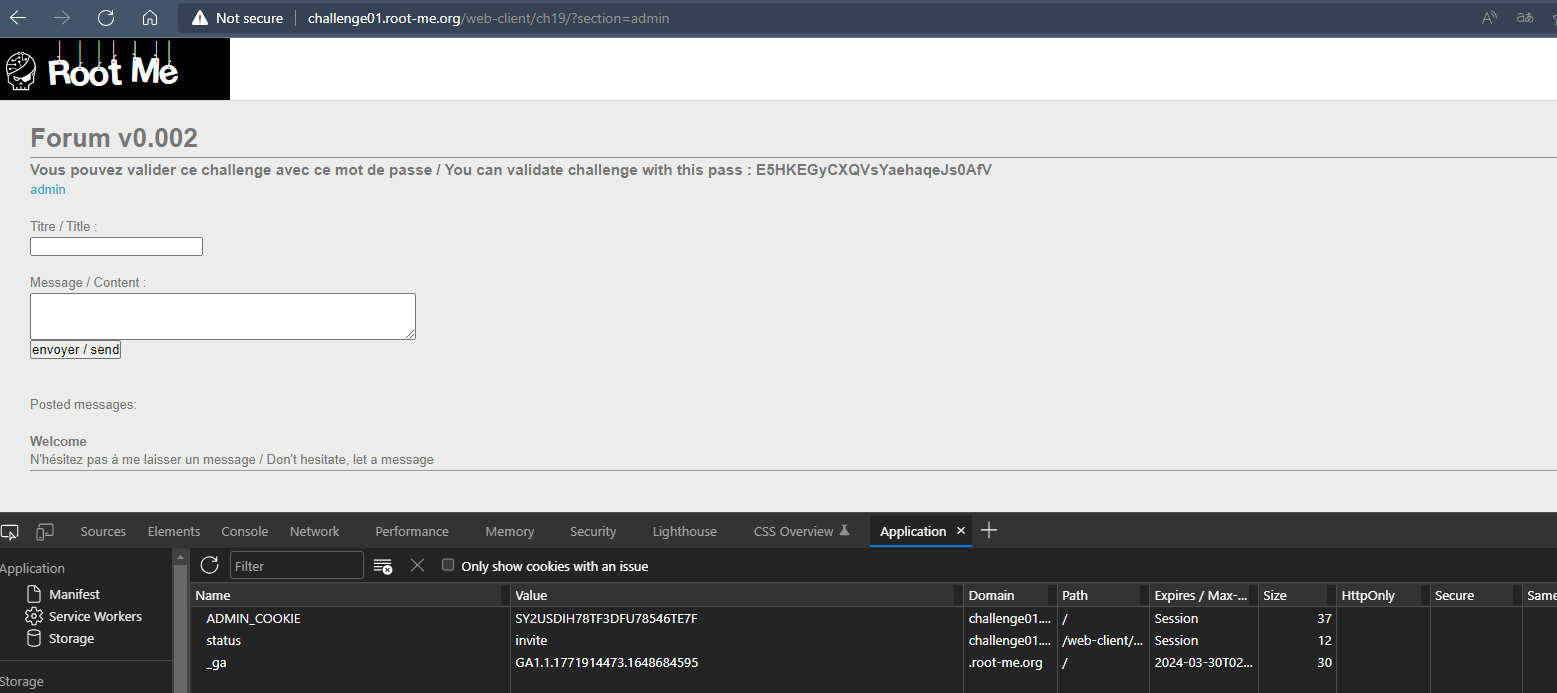 Not secure challenge01.root-me.org/web-client/ch19/?section=admin
Root Me
Forum v0.002
Vous pouvez valider ce challenge avec ce mot de passe / You can validate challenge with this pass : E5HKEGyCXQVsYaehaqeJs0AfV
admin
Titre / Title :
Message / Content :
envoyer / send
Posted messages:
Welcome
N'hésitez pas à me laisser un message / Don't hesitate, let a message
Sources Elements Console Network Performance Memory Security Lighthouse CSS Overview Application
Application
Manifest
Service Workers
Storage
Storage
Filter Only show cookies with an issue
Name Value Domain Path Expires / Max-... Size HttpOnly Secure Same
ADMIN_COOKIE SY2USDIH78TF3DFU78546TE7F challenge01.... / Session 37
status invite challenge01.... /web-client/... Session 12
_ga GA1.1.1771914473.1648684595 .root-me.org / 2024-03-30T02... 30